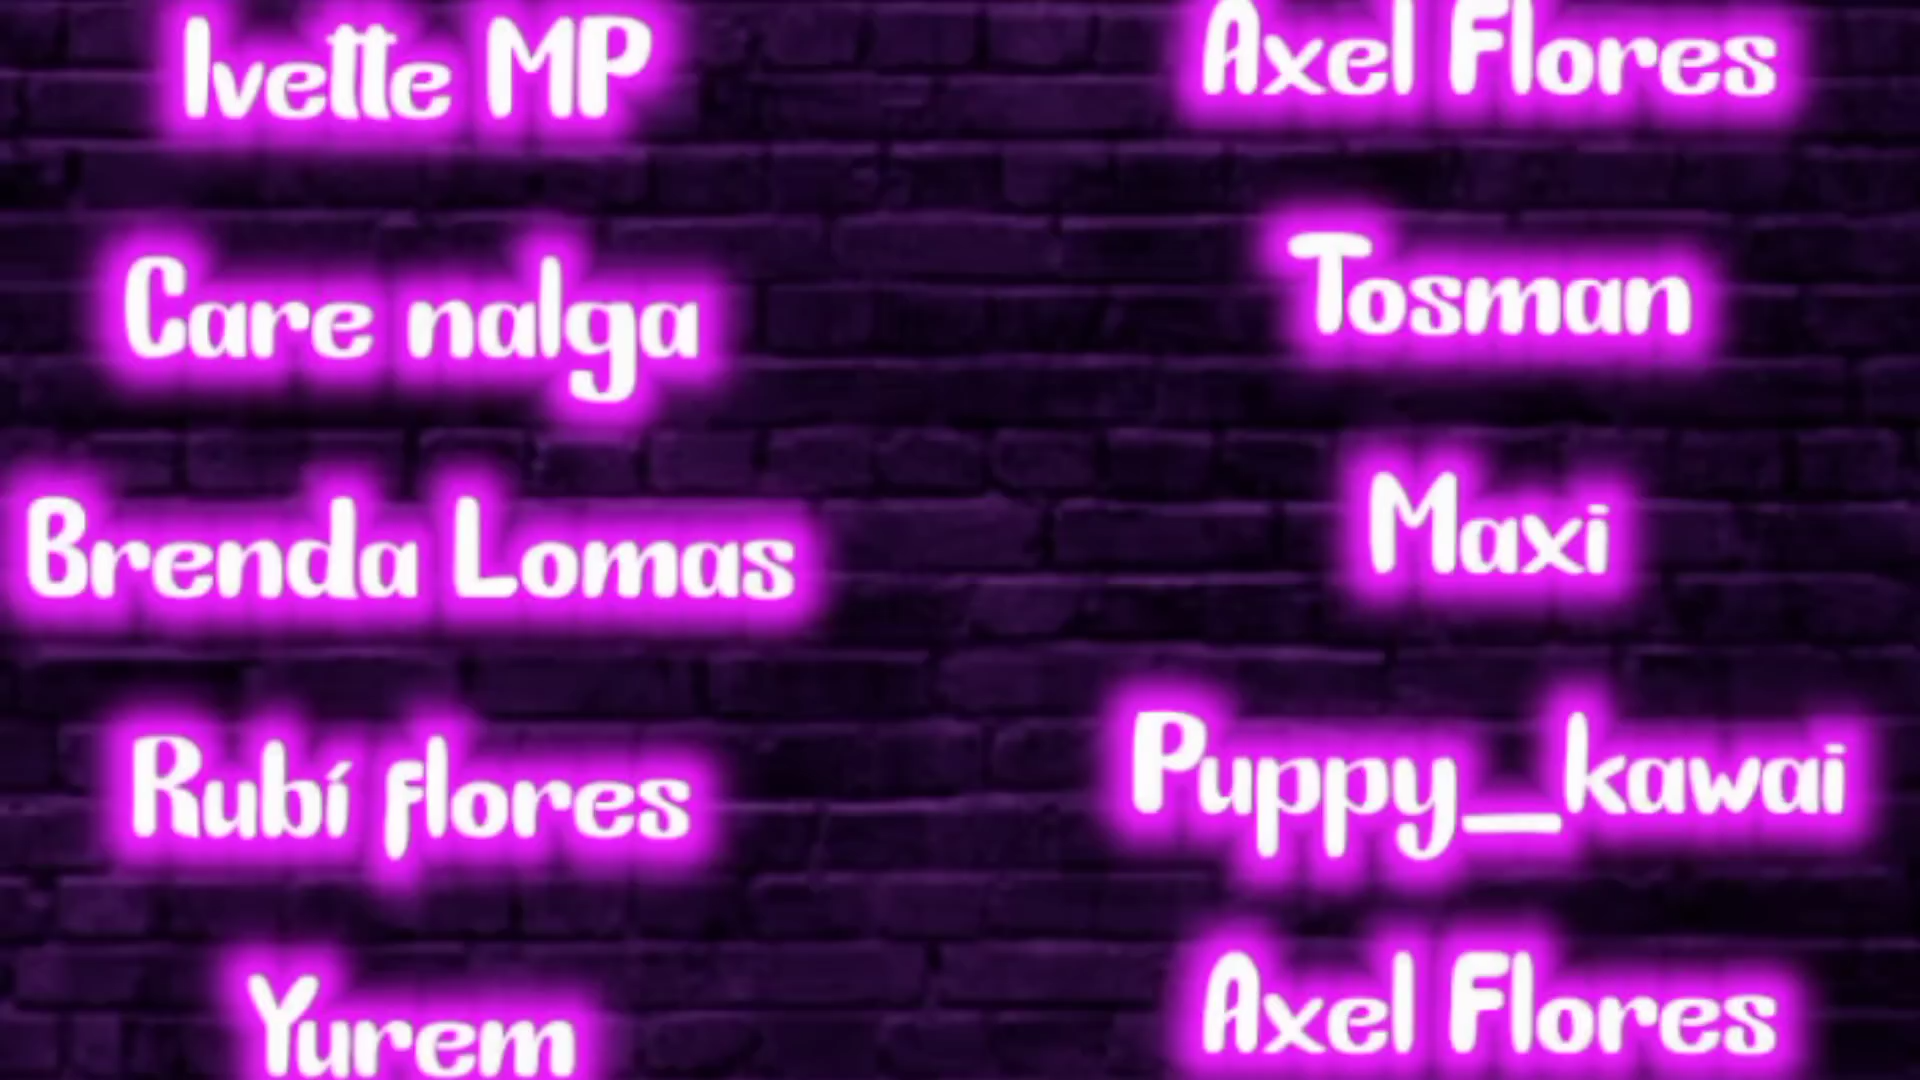 Ivette MP
Axel Flores
Care nalga
Tosman
Brenda Lomas
Maxi
Rubí flores
Puppy_kawai
Yurem
Axel Flores